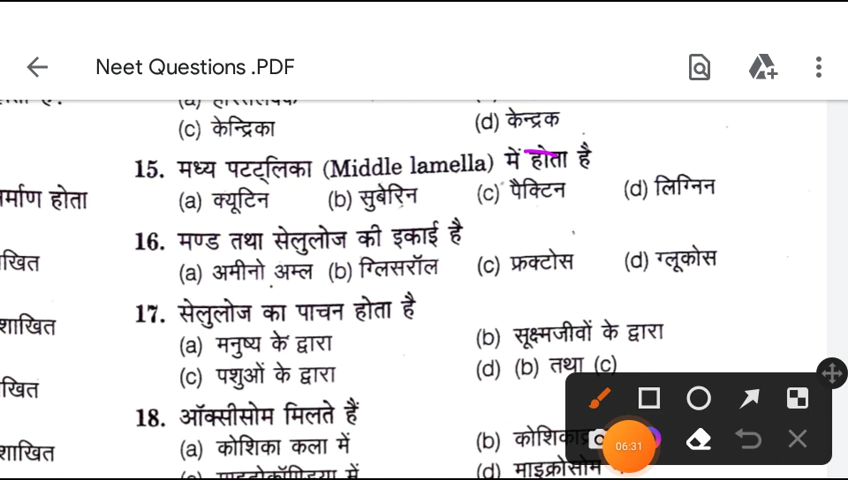 Neet Questions .PDF
(c) केन्द्रिका
(d) केन्द्रक
15. मध्य पटट्लिका (Middle lamella) में होता है
र्माण होता
(a) क्यूटिन (b) सुबेरिन (c) पैक्टिन (d) लिग्निन
16. मण्ड तथा सेलुलोज की इकाई है
खित
(a) अमीनो अम्ल (b) ग्लिसरॉल (c) फ्रक्टोस (d) ग्लूकोस
17. सेलुलोज का पाचन होता है
शाखित
(a) मनुष्य के द्वारा (b) सूक्ष्मजीवों के द्वारा
(c) पशुओं के द्वारा (d) (b) तथा (c)
खित
18. ऑक्सीसोम मिलते हैं
शाखित
(a) कोशिका कला में (b)
(d) माइक्रोसोम
06:31